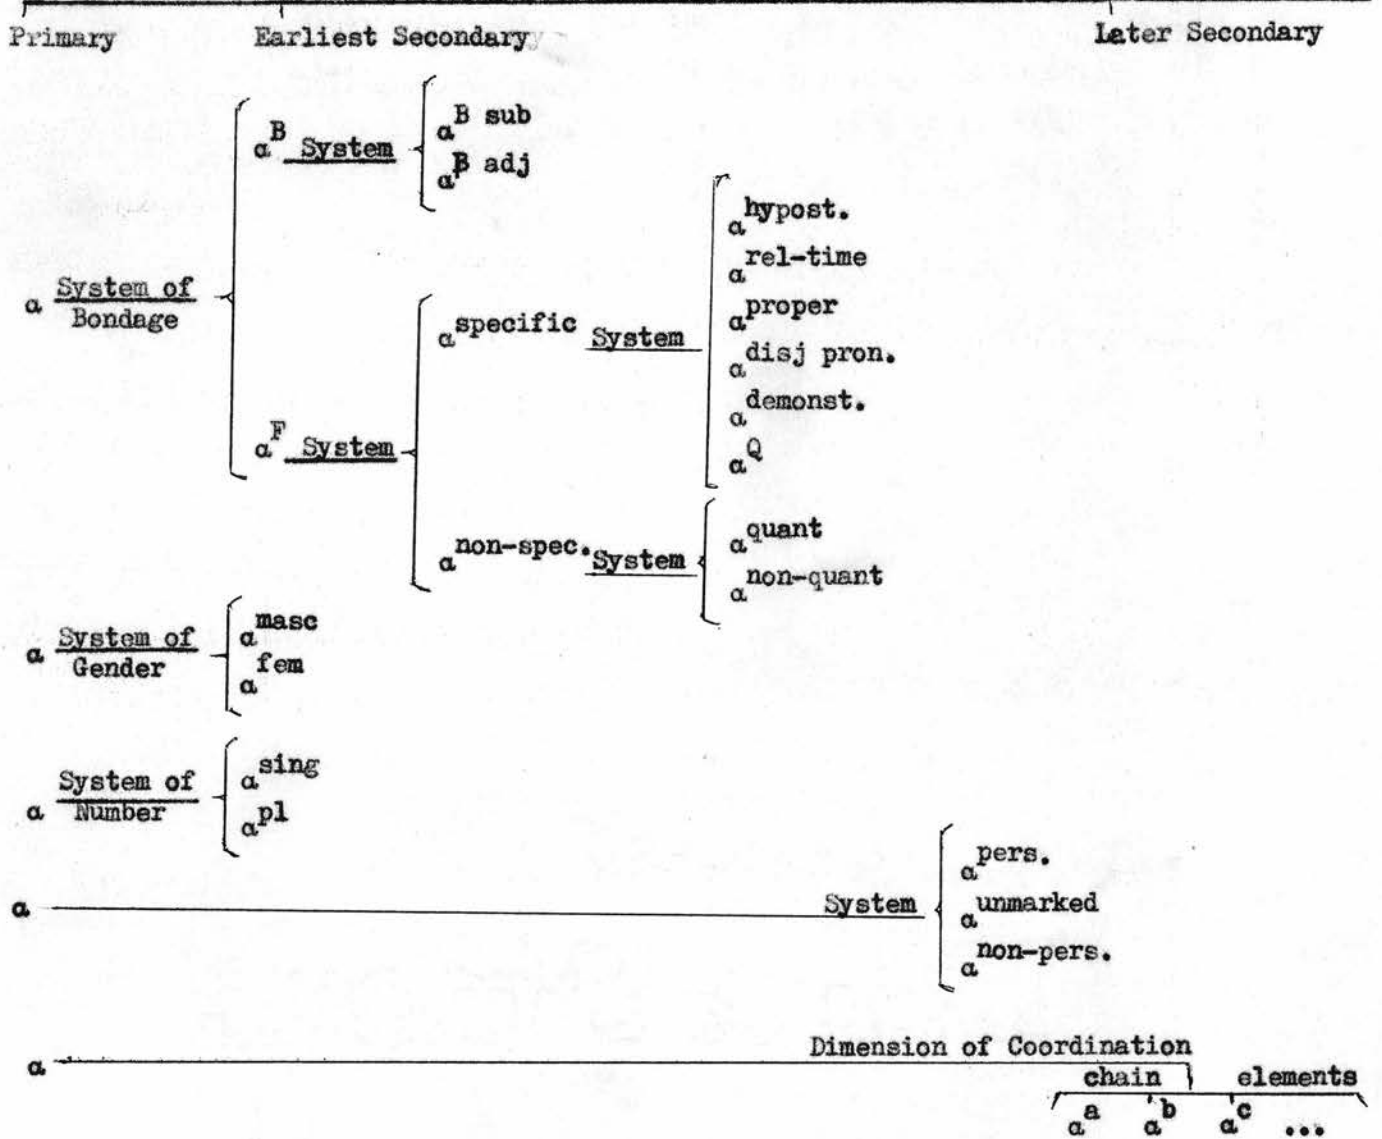 Primary Earliest Secondary Later Secondary
α^B sub
α^B System
α^B adj
α^hypost.
α^rel-time
α System of Bondage
α^proper
α^specific System
α^disj pron.
α^demonst.
α^F System
α^Q
α^quant
α^non-spec. System
α^non-quant
α^masc
α System of Gender
α^fem
α^sing
α System of Number
α^pl
α^pers.
α System α^unmarked
α^non-pers.
Dimension of Coordination
α
chain elements
α^a α^b α^c ...